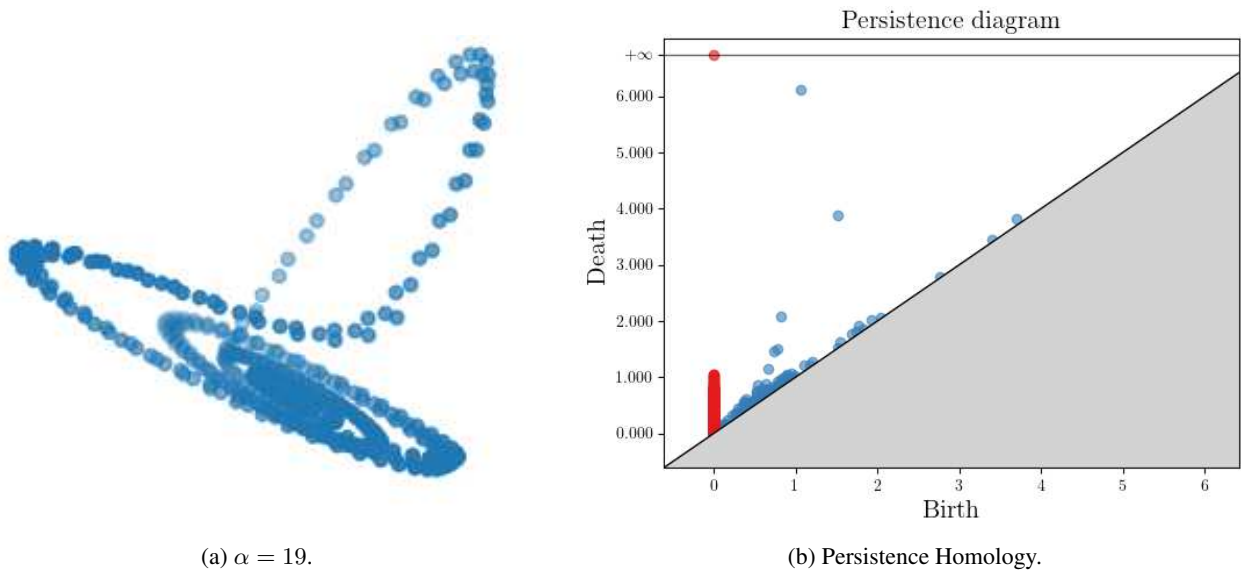 Persistence diagram
+∞
6.000
5.000
4.000
3.000
2.000
1.000
0.000
Death
0 1 2 3 4 5 6
Birth
(a) α = 19.
(b) Persistence Homology.